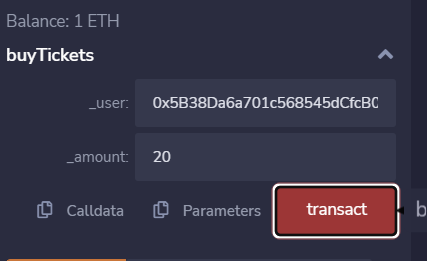 Balance: 1 ETH
buyTickets
_user: 0x5B38Da6a701c568545dCfcB0
_amount: 20
Calldata Parameters transact b